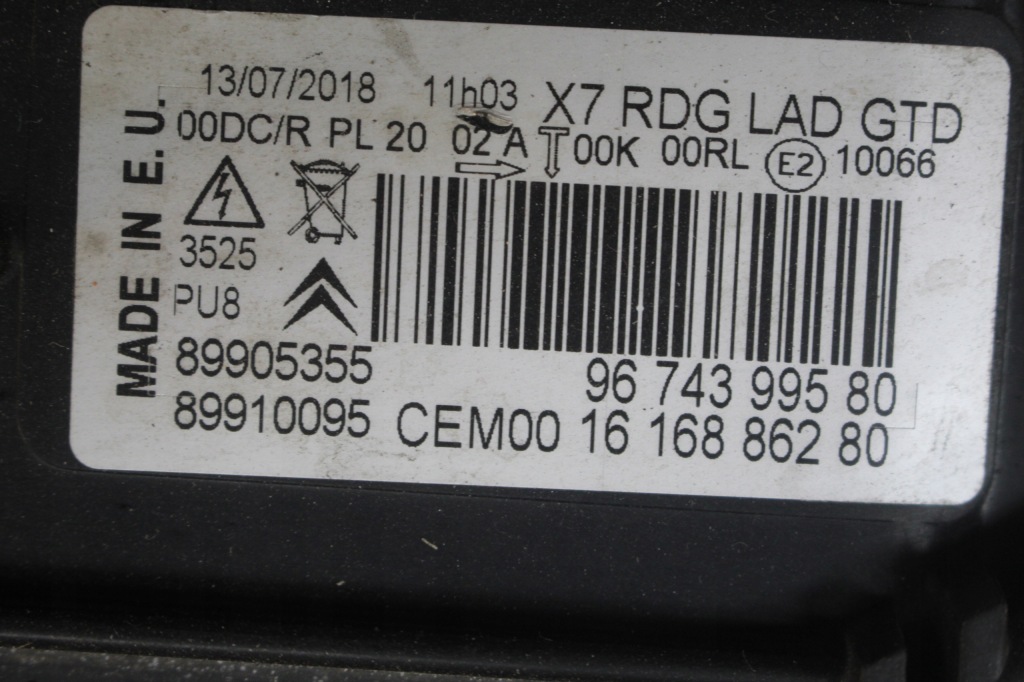 13/07/2018 11h03 X7 RDG LAD GTD
00DC/R PL 20 02 A 00K 00RL E2 10066
MADE IN E. U.
3525
PU8
89905355 96 743 995 80
89910095 CEM00 16 168 862 80